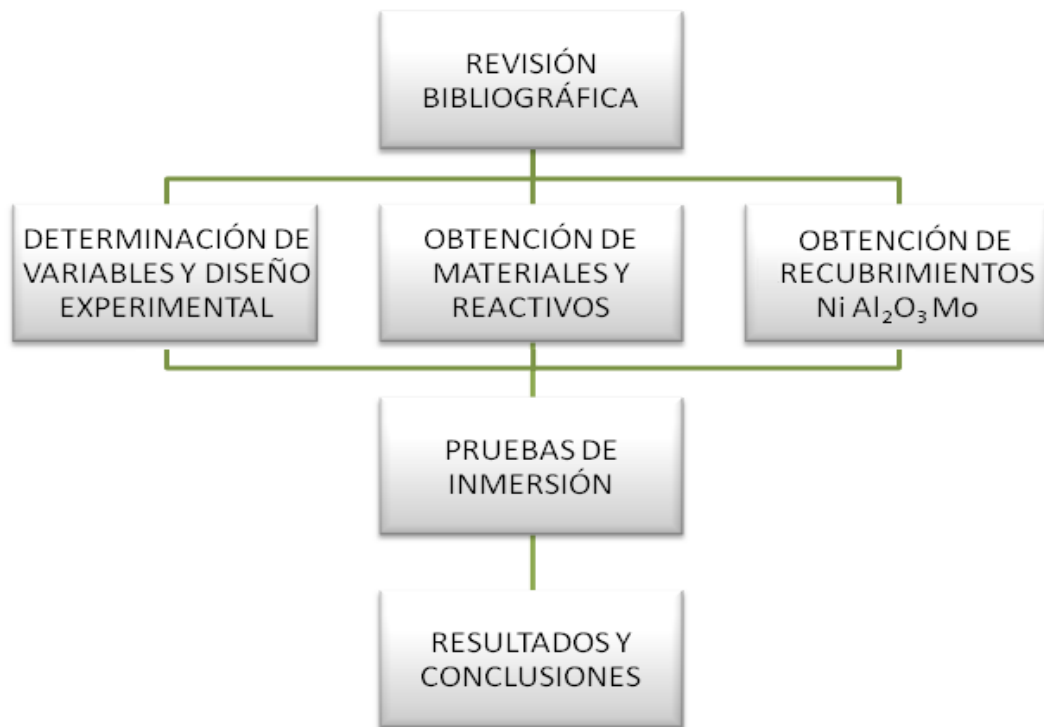 REVISIÓN
BIBLIOGRÁFICA
DETERMINACIÓN DE
VARIABLES Y DISEÑO
EXPERIMENTAL
OBTENCIÓN DE
MATERIALES Y
REACTIVOS
OBTENCIÓN DE
RECUBRIMIENTOS
Ni Al₂O₃ Mo
PRUEBAS DE
INMERSIÓN
RESULTADOS Y
CONCLUSIONES